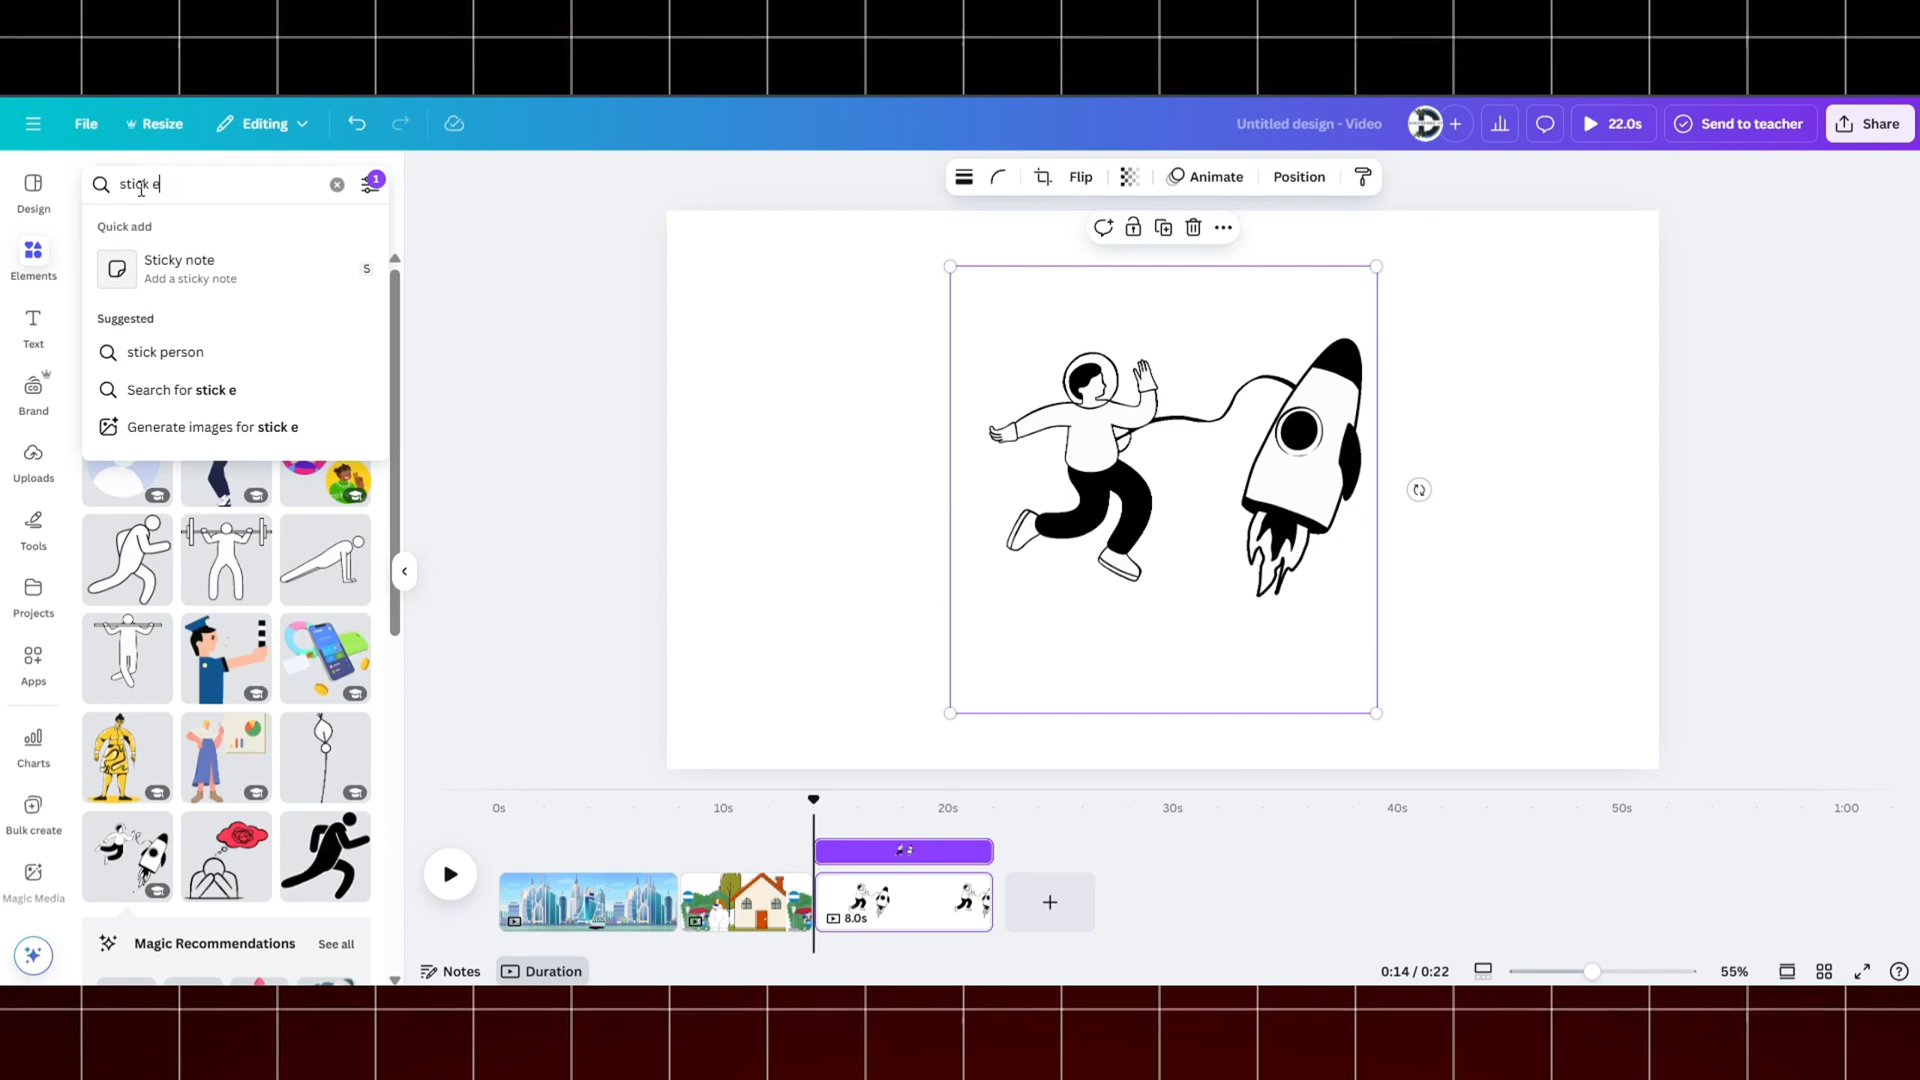 File
Resize
Editing
Untitled design - Video
22.0s
Send to teacher
Share
stick e
1
Flip
Animate
Position
Design
Elements
Text
Brand
Uploads
Tools
Projects
Apps
Charts
Bulk create
Magic Media
Quick add
Sticky note
Add a sticky note
S
Suggested
stick person
Search for stick e
Generate images for stick e
Magic Recommendations
See all
0s
10s
20s
30s
40s
50s
1:00
8.0s
Notes
Duration
0:14 / 0:22
55%